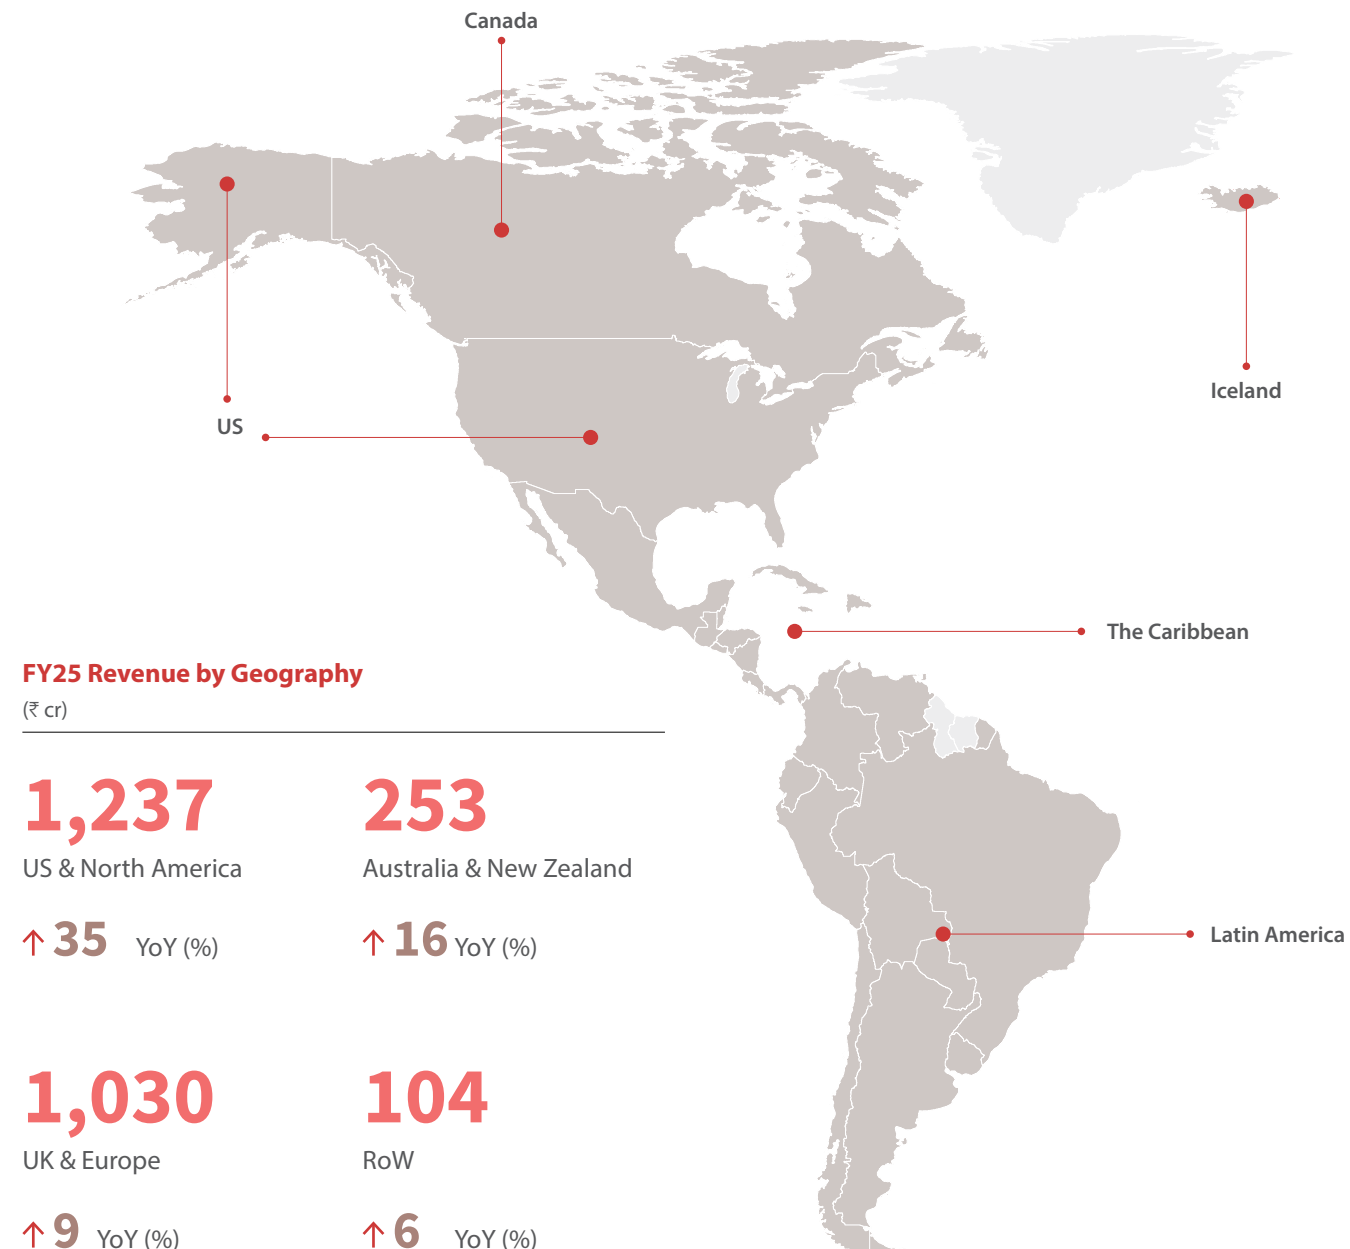 Canada
Iceland
US
The Caribbean
FY25 Revenue by Geography
(₹ cr)
1,237
US & North America
↑ 35 YoY (%)
253
Australia & New Zealand
↑ 16 YoY (%)
Latin America
1,030
UK & Europe
↑ 9 YoY (%)
104
RoW
↑ 6 YoY (%)